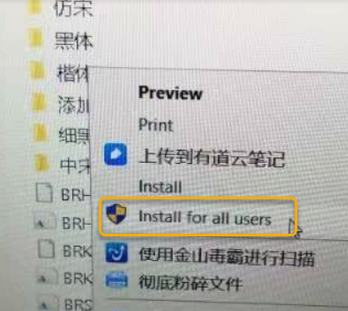 仿宋
黑体
楷体
添加
细黑
中宋
BRH
BRH
BRK
BRK
BRS
Preview
Print
上传到有道云笔记
Install
Install for all users
使用金山毒霸进行扫描
彻底粉碎文件